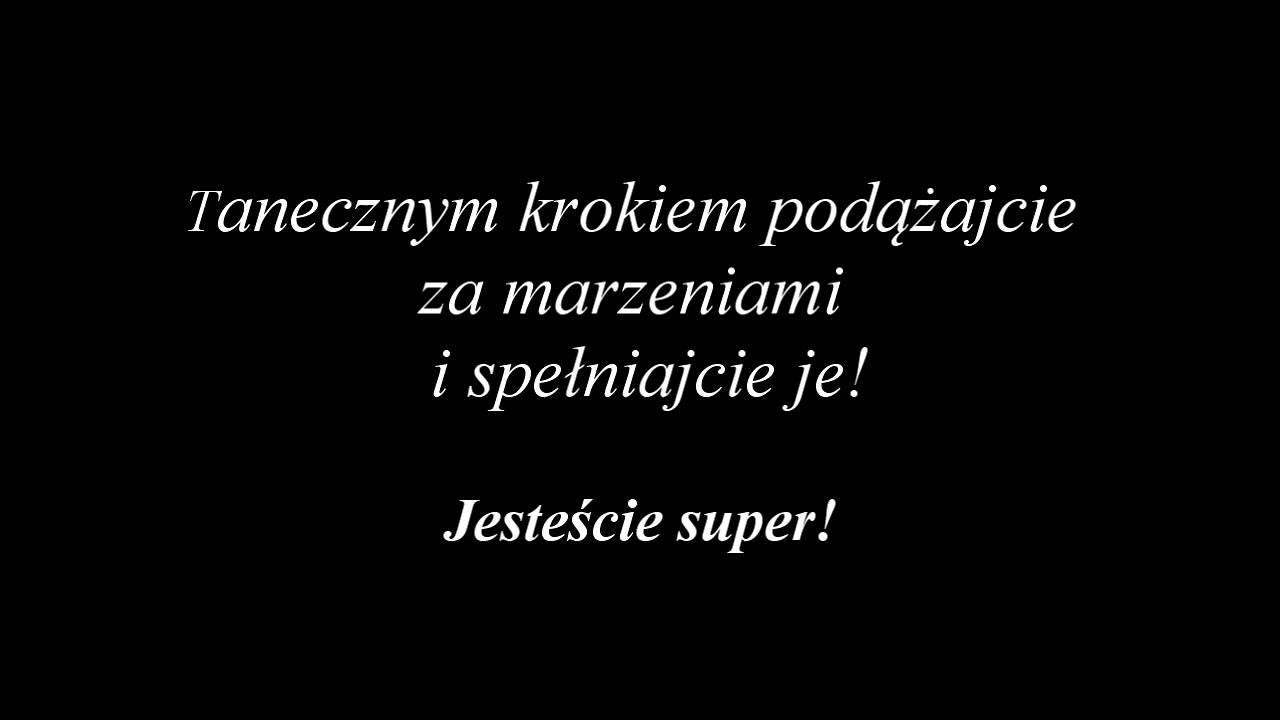 Tanecznym krokiem podążajcie
za marzeniami
i spełniajcie je!
Jesteście super!